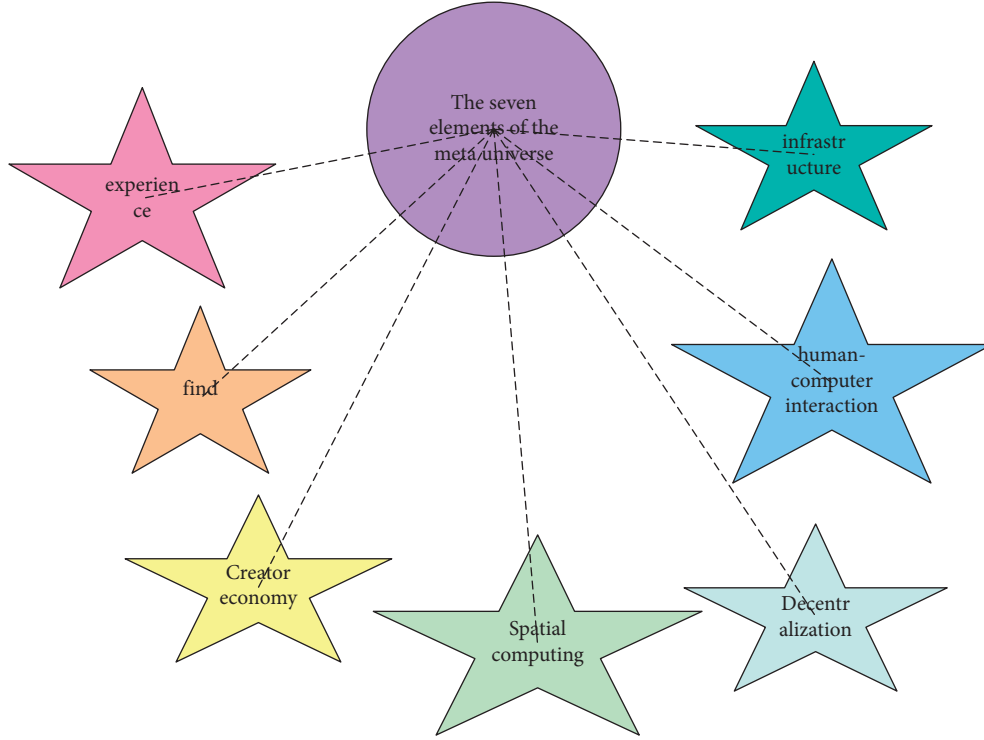 The seven
elements of the
meta universe
infrastr
ucture
experien
ce
human-
computer
interaction
find
Creator
economy
Spatial
computing
Decentr
alization